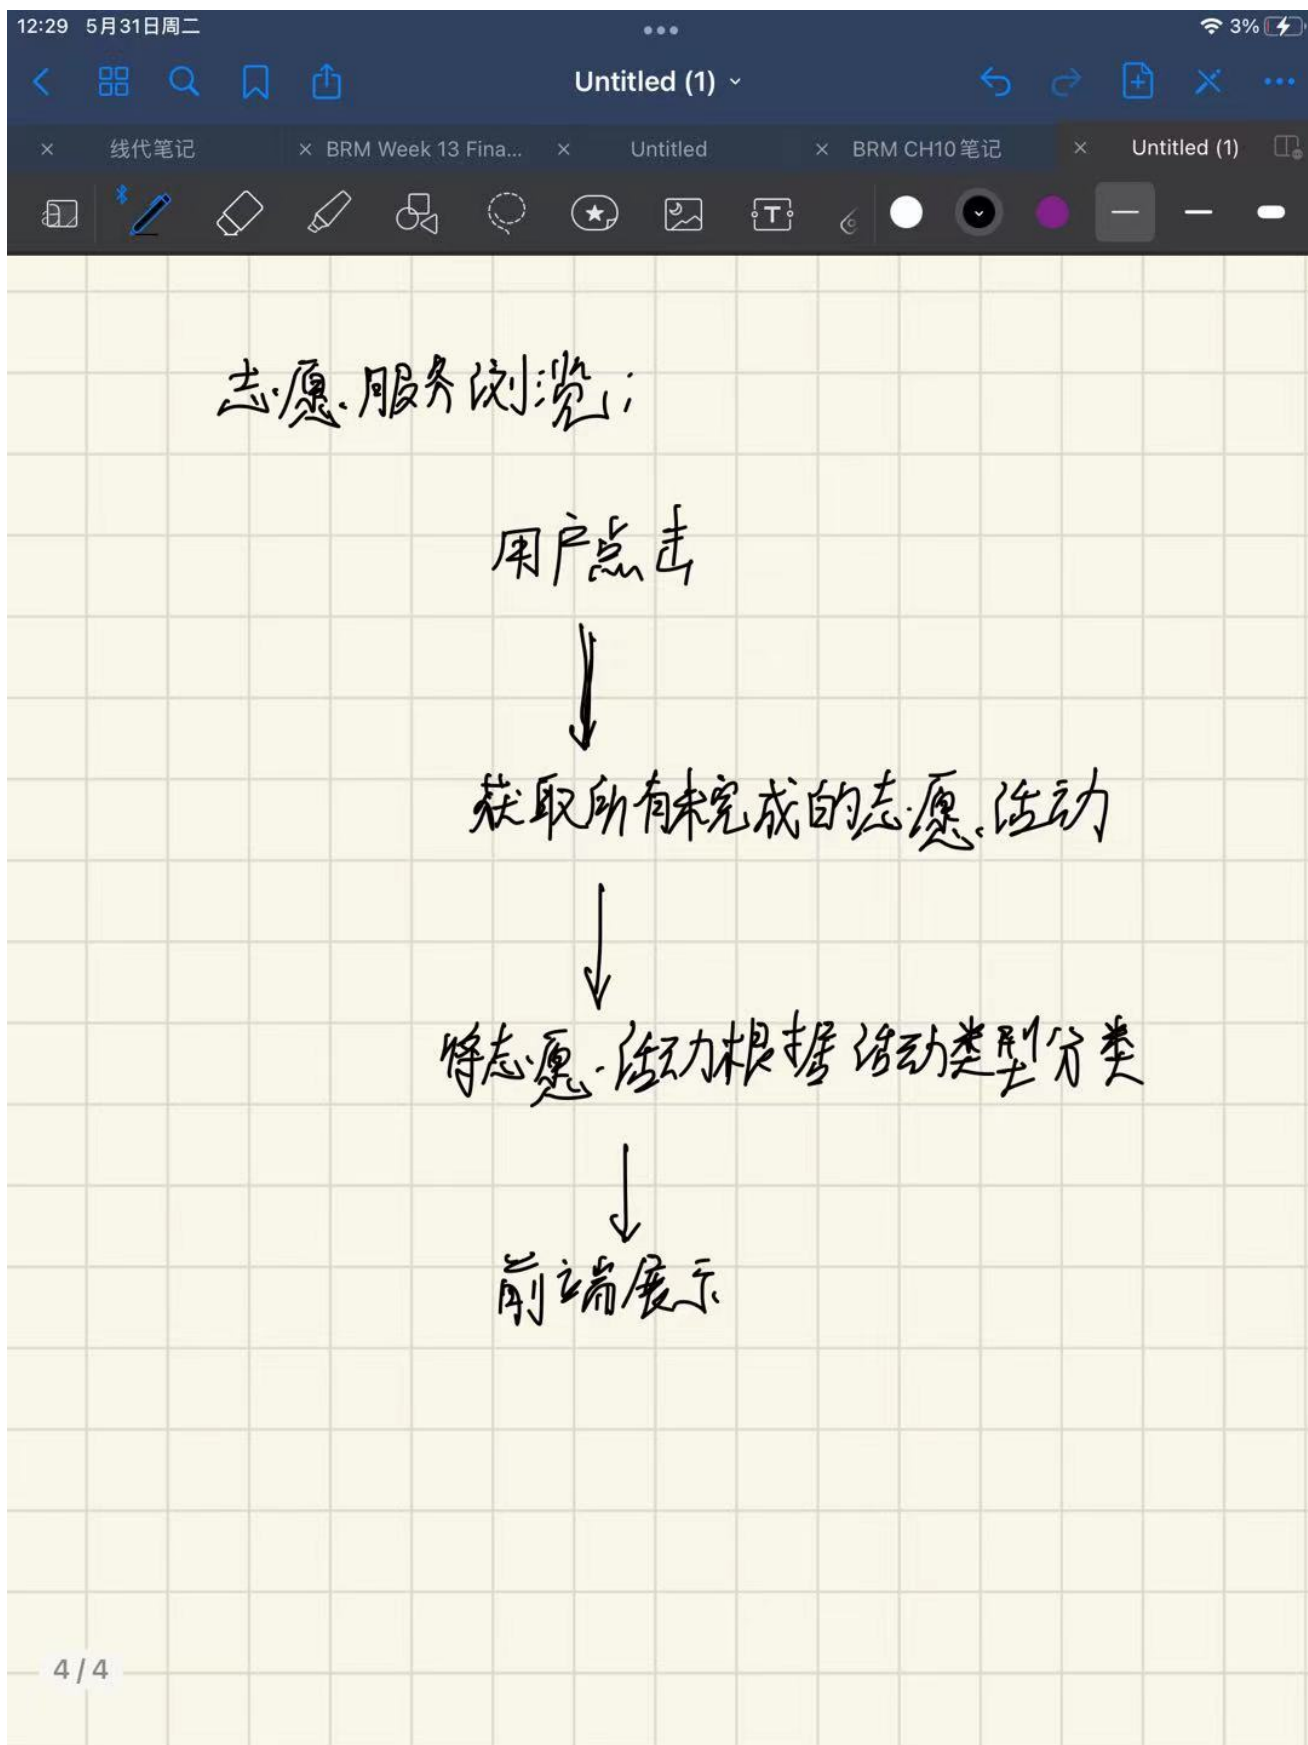 12:29 5月31日周二
3%
Untitled (1)
线代笔记
BRM Week 13 Fina...
Untitled
BRM CH10笔记
Untitled (1)
T
志愿服务浏览;
用户点击
获取所有未完成的志愿活动
将志愿活动根据活动类型分类
前端展示
4 / 4